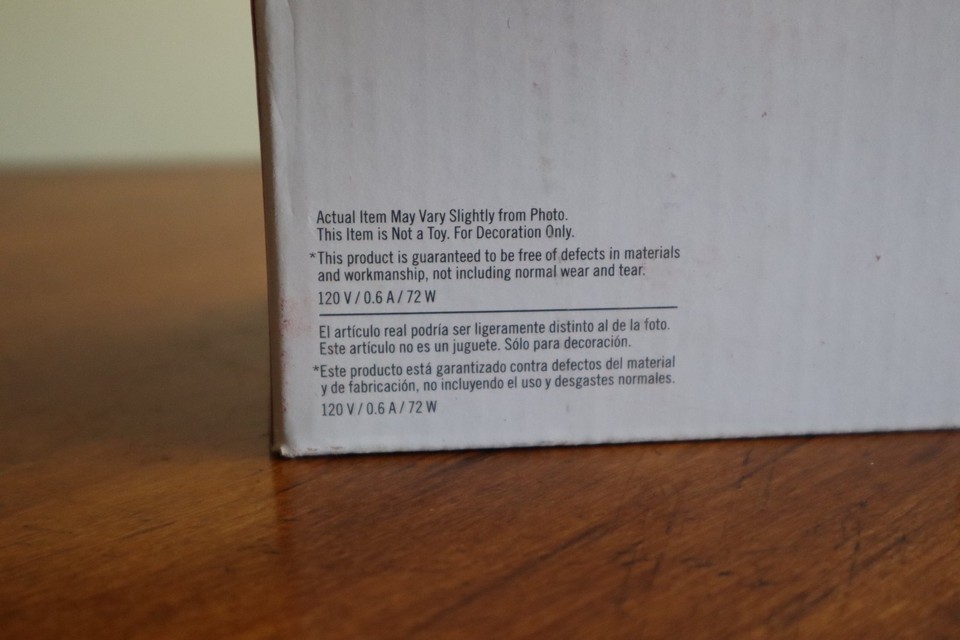 Actual Item May Vary Slightly from Photo.
This Item is Not a Toy. For Decoration Only.
*This product is guaranteed to be free of defects in materials
and workmanship, not including normal wear and tear.
120 V / 0.6 A / 72 W
El artículo real podría ser ligeramente distinto al de la foto.
Este artículo no es un juguete. Sólo para decoración.
*Este producto está garantizado contra defectos del material
y de fabricación, no incluyendo el uso y desgastes normales.
120 V / 0.6 A / 72 W